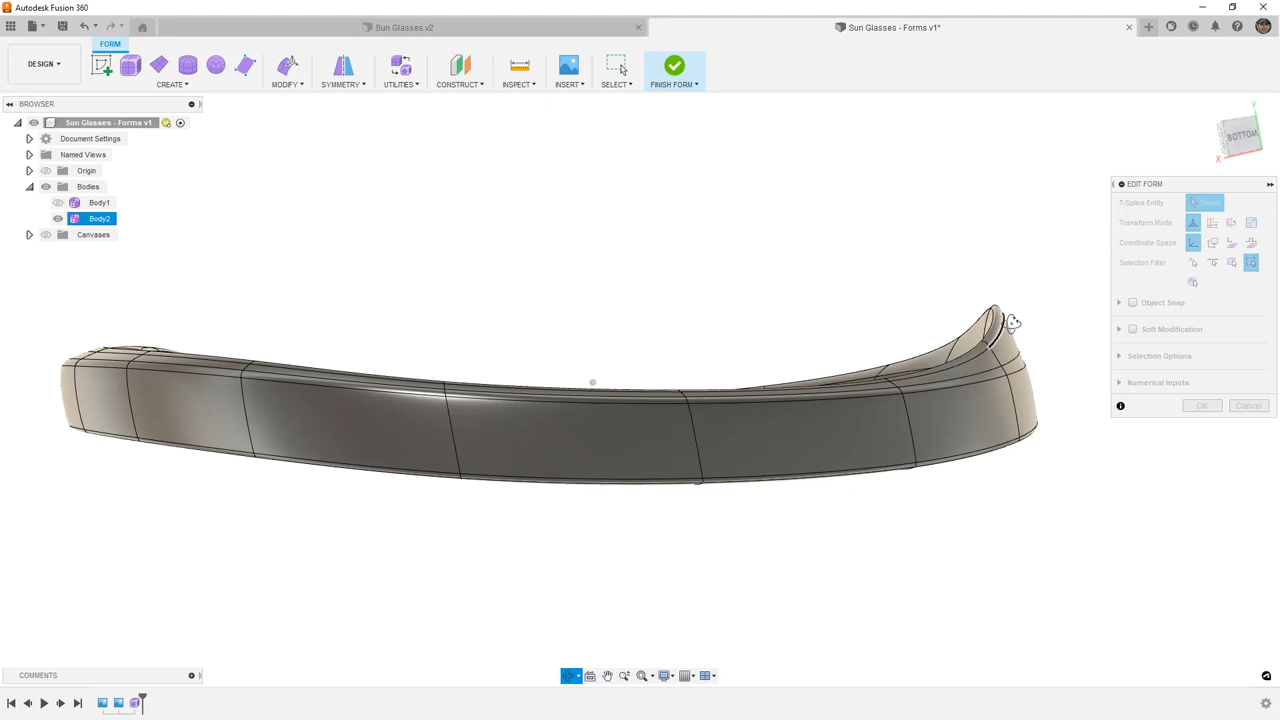 Autodesk Fusion 360
Sun Glasses v2
Sun Glasses - Forms v1*
FORM
DESIGN
CREATE
MODIFY
SYMMETRY
UTILITIES
CONSTRUCT
INSPECT
INSERT
SELECT
FINISH FORM
BROWSER
Sun Glasses - Forms v1
Document Settings
Named Views
Origin
Bodies
Body1
Body2
Canvases
BOTTOM
Y
X
EDIT FORM
T-Spline Entity
Select
Transform Mode
Coordinate Space
Selection Filter
Object Snap
Soft Modification
Selection Options
Numerical Inputs
OK
Cancel
COMMENTS